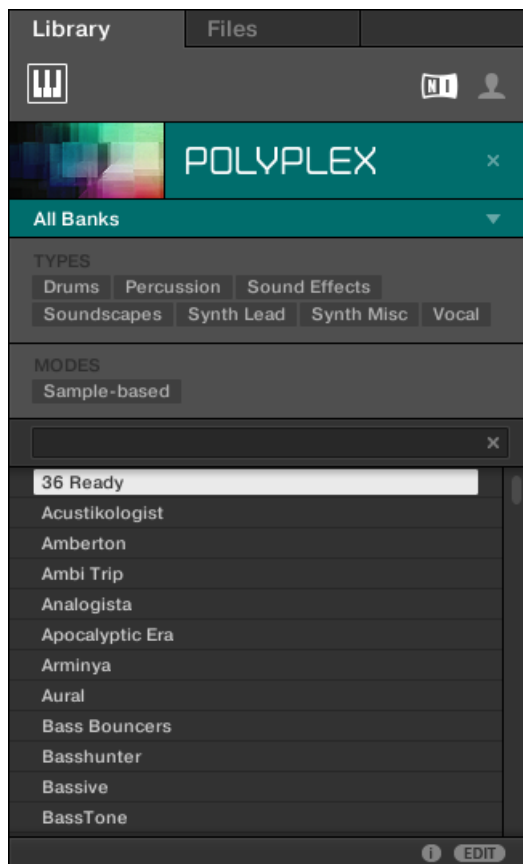 Library Files
NI
POLYPLEX ×
All Banks
TYPES
Drums Percussion Sound Effects
Soundscapes Synth Lead Synth Misc Vocal
MODES
Sample-based
×
36 Ready
Acustikologist
Amberton
Ambi Trip
Analogista
Apocalyptic Era
Arminya
Aural
Bass Bouncers
Basshunter
Bassive
BassTone
i EDIT